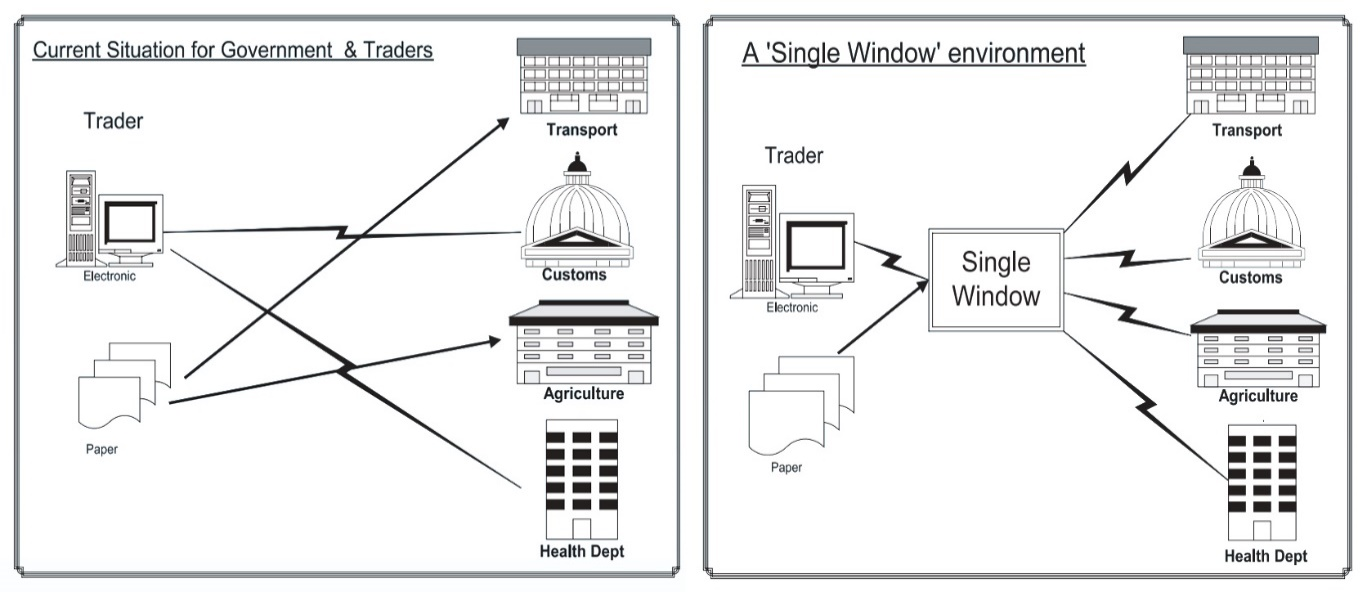 Current Situation for Government & Traders
Trader
Transport
Electronic
Customs
Agriculture
Paper
Health Dept
A 'Single Window' environment
Trader
Transport
Single
Window
Electronic
Customs
Agriculture
Paper
Health Dept